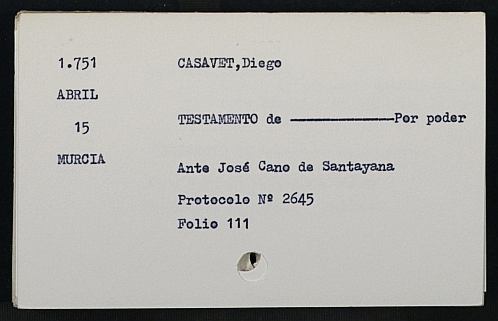 1.751 CASAVET,Diego
ABRIL
15 TESTAMENTO de ——————Por poder
MURCIA Ante José Cano de Santayana
Protocolo Nº 2645
Folio 111